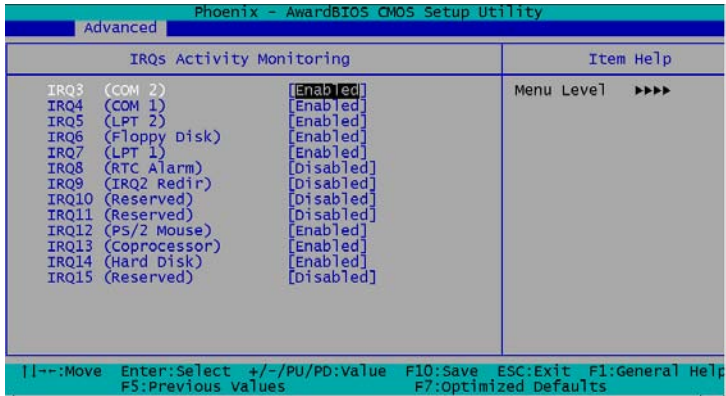 Phoenix - AwardBIOS CMOS Setup Utility
Advanced
IRQs Activity Monitoring
Item Help
IRQ3 (COM 2) [Enabled]
Menu Level ▶▶▶▶
IRQ4 (COM 1) [Enabled]
IRQ5 (LPT 2) [Enabled]
IRQ6 (Floppy Disk) [Enabled]
IRQ7 (LPT 1) [Enabled]
IRQ8 (RTC Alarm) [Disabled]
IRQ9 (IRQ2 Redir) [Disabled]
IRQ10 (Reserved) [Disabled]
IRQ11 (Reserved) [Disabled]
IRQ12 (PS/2 Mouse) [Enabled]
IRQ13 (Coprocessor) [Enabled]
IRQ14 (Hard Disk) [Enabled]
IRQ15 (Reserved) [Disabled]
:Move Enter:Select +/-/PU/PD:Value F10:Save ESC:Exit F1:General Help
F5:Previous Values F7:Optimized Defaults